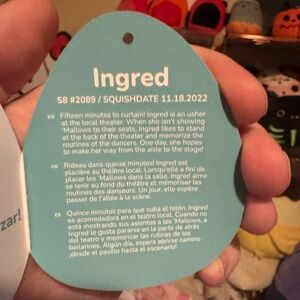 Ingred
SB #2089 / SQUISHDATE 11.18.2022
EN Fifteen minutes to curtain! Ingred is an usher
at the local theater. When she isn't showing
'Mallows to their seats, Ingred likes to stand
at the back of the theater and memorize the
routines of the dancers. One day, she hopes
to make her way from the aisle to the stage!
FR Rideau dans quinze minutes! Ingred est
placière au théâtre local. Lorsqu'elle a fini de
placer les 'Mallows dans la salle, Ingred aime
se tenir au fond du théâtre et mémoriser les
routines des danseurs. Un jour, elle espère
passer de l'allée à la scène.
ES Quince minutos para que suba el telón. Ingred
es acomodadora en el teatro local. Cuando no
está mostrando sus asientos a los 'Mallows, a
Ingred le gusta pararse en la parte de atrás
del teatro y memorizar las rutinas de los
bailarines. Algún día, espera abrirse camino
¡desde el pasillo hasta el escenario!
zar!